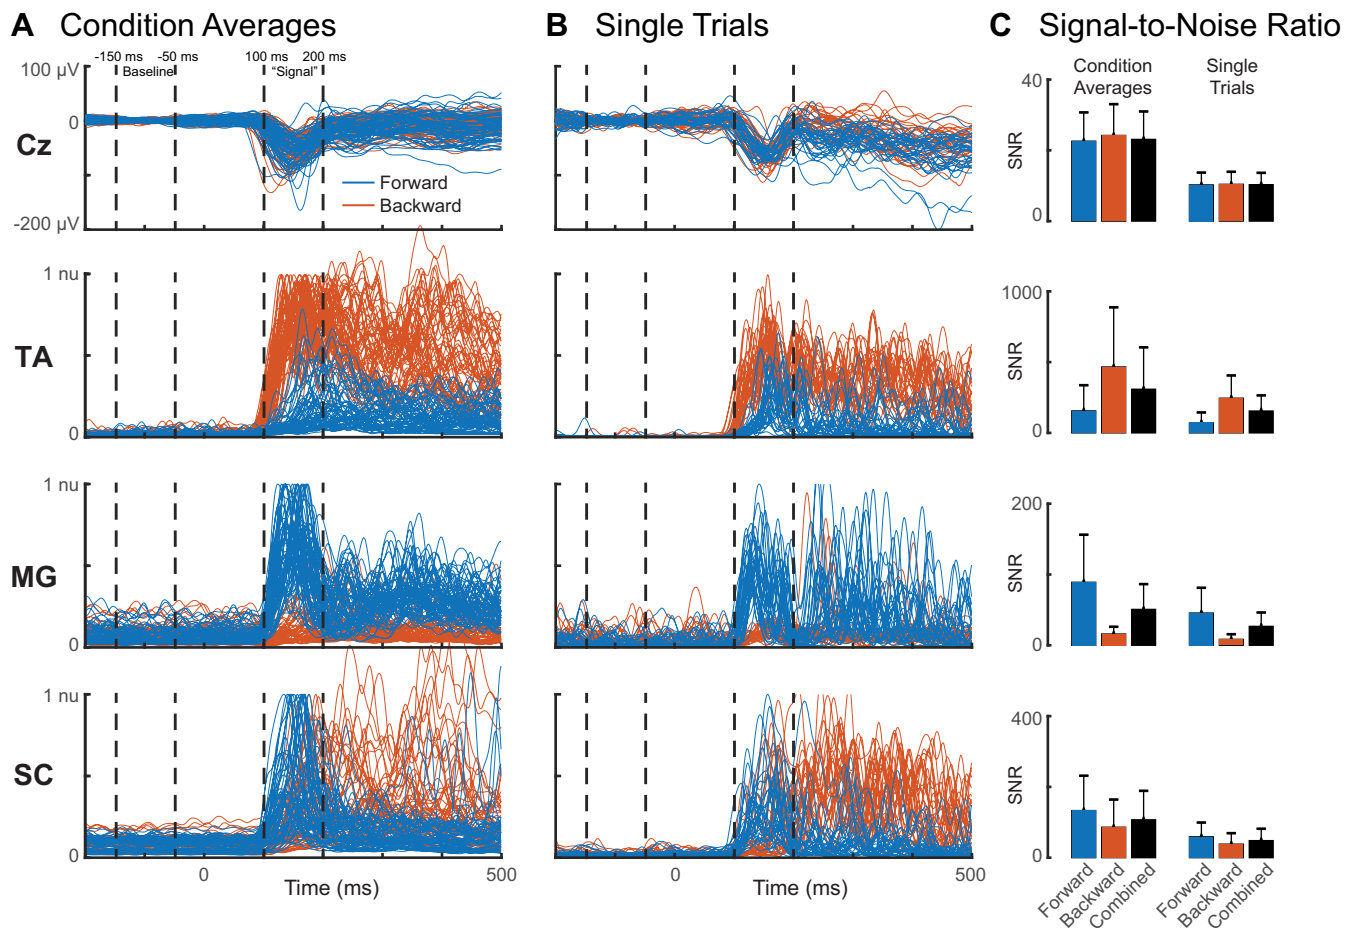 A Condition Averages
B Single Trials
C Signal-to-Noise Ratio
-150 ms
-50 ms
100 ms
200 ms
Baseline
“Signal”
100 µV
0
-200 µV
Cz
Forward
Backward
Condition
Averages
Single
Trials
40
SNR
0
1 nu
TA
0
1000
SNR
0
1 nu
MG
0
200
SNR
0
1 nu
SC
0
400
SNR
0
0
500
Time (ms)
0
500
Time (ms)
Forward
Backward
Combined
Forward
Backward
Combined